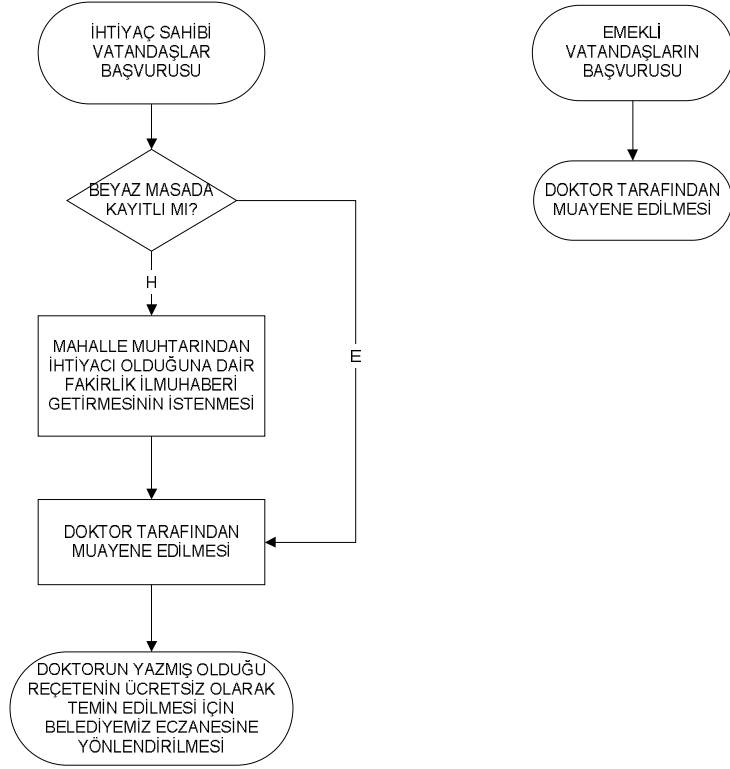 İHTİYAÇ SAHİBİ
VATANDAŞLAR
BAŞVURUSU
BEYAZ MASADA
KAYITLI MI?
H
E
MAHALLE MUHTARINDAN
İHTİYACI OLDUĞUNA DAİR
FAKİRLİK İLMUHABERİ
GETİRMESİNİN İSTENMESİ
DOKTOR TARAFINDAN
MUAYENE EDİLMESİ
DOKTORUN YAZMIŞ OLDUĞU
REÇETENİN ÜCRETSİZ OLARAK
TEMİN EDİLMESİ İÇİN
BELEDİYEMİZ ECZANESİNE
YÖNLENDİRİLMESİ
EMEKLİ
VATANDAŞLARIN
BAŞVURUSU
DOKTOR TARAFINDAN
MUAYENE EDİLMESİ